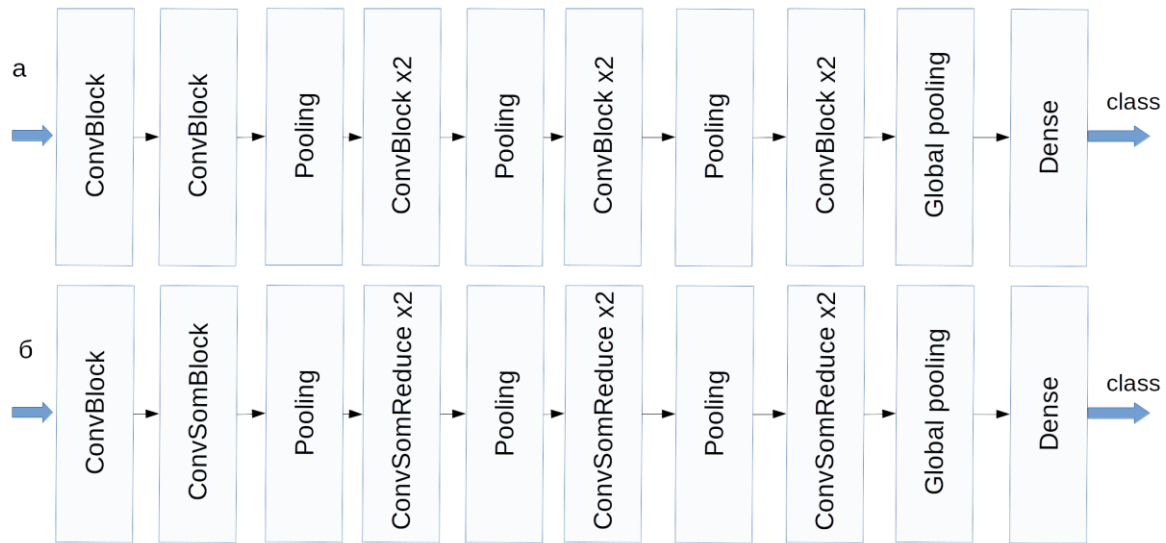 а
ConvBlock
ConvBlock
Pooling
ConvBlock x2
Pooling
ConvBlock x2
Pooling
ConvBlock x2
Global pooling
Dense
class
б
ConvBlock
ConvSomBlock
Pooling
ConvSomReduce x2
Pooling
ConvSomReduce x2
Pooling
ConvSomReduce x2
Global pooling
Dense
class